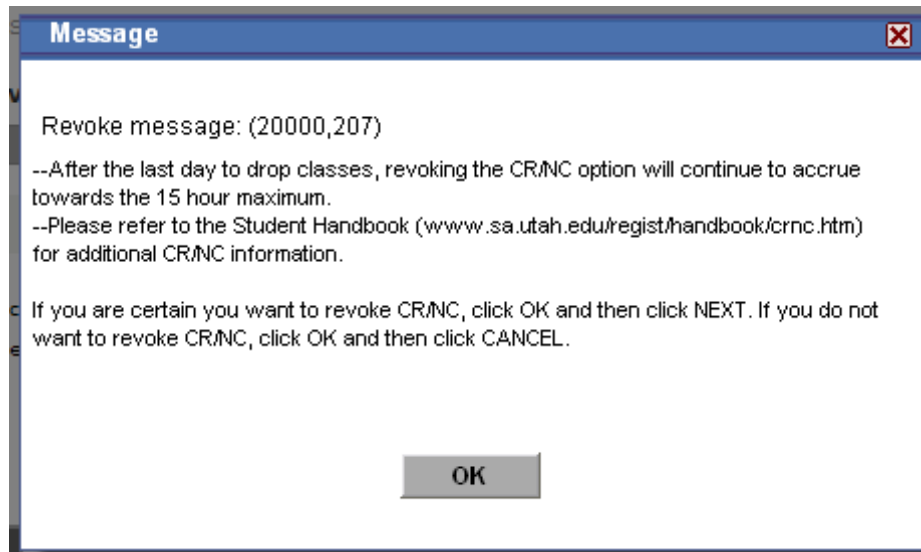 Message
Revoke message: (20000,207)
--After the last day to drop classes, revoking the CR/NC option will continue to accrue
towards the 15 hour maximum.
--Please refer to the Student Handbook (www.sa.utah.edu/regist/handbook/crnc.htm)
for additional CR/NC information.
If you are certain you want to revoke CR/NC, click OK and then click NEXT. If you do not
want to revoke CR/NC, click OK and then click CANCEL.
OK